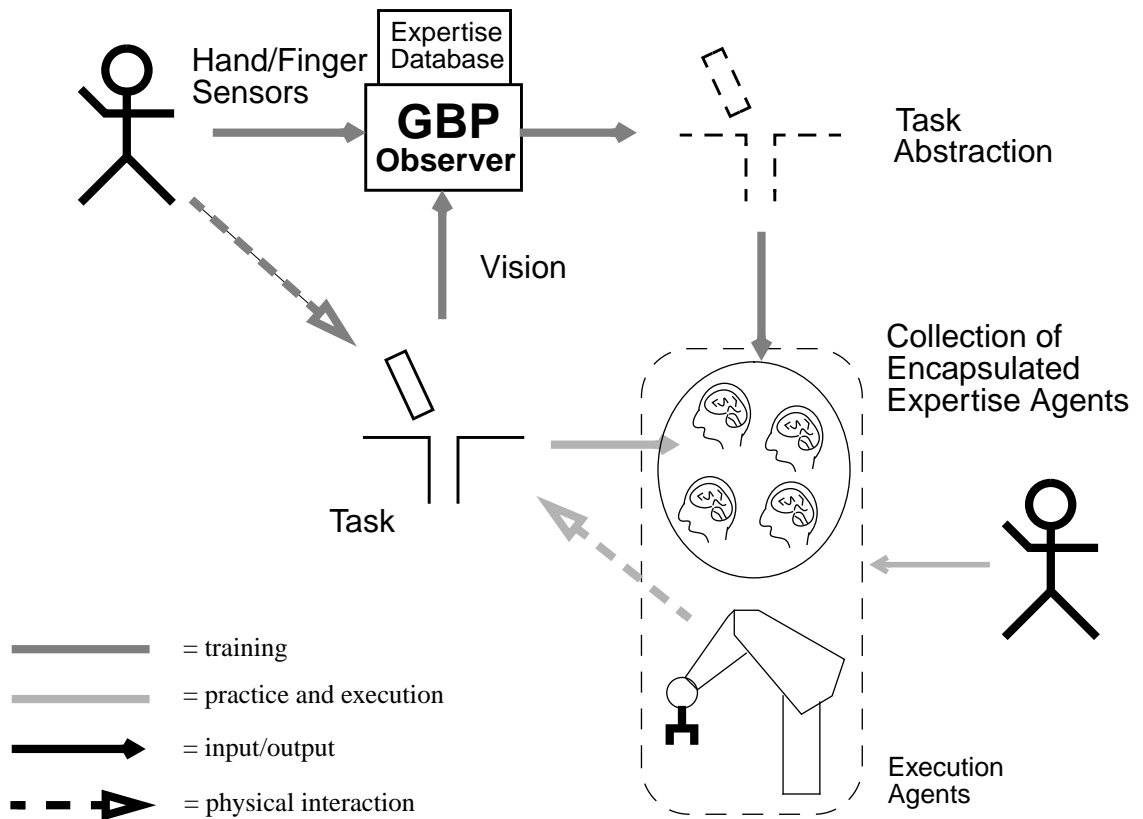 Expertise
Database
Hand/Finger
Sensors
GBP
Observer
Task
Abstraction
Vision
Collection of
Encapsulated
Expertise Agents
Task
= training
= practice and execution
= input/output
= physical interaction
Execution
Agents